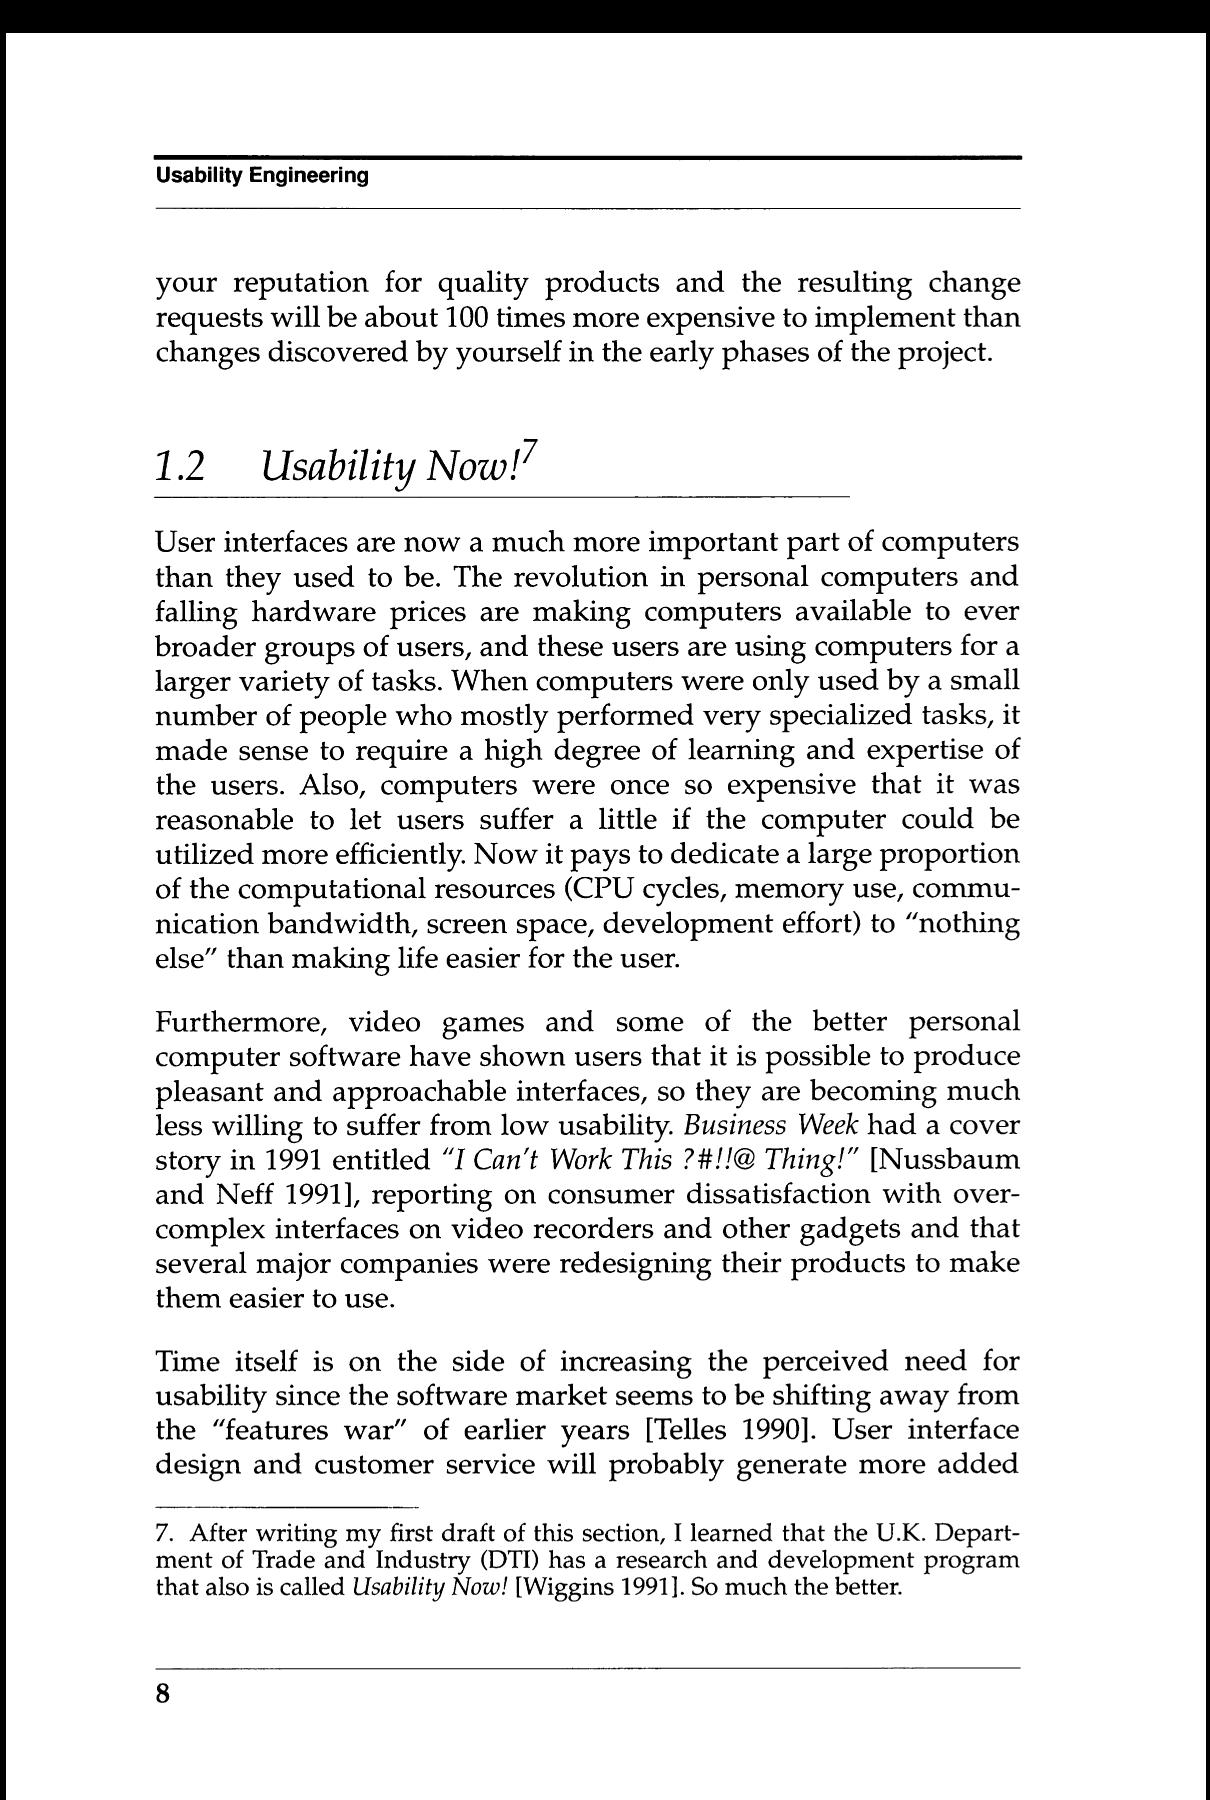 Usability Engineering
your reputation for quality products and the resulting change
requests will be about 100 times more expensive to implement than
changes discovered by yourself in the early phases of the project.
1.2 Usability Now!7
User interfaces are now a much more important part of computers
than they used to be. The revolution in personal computers and
falling hardware prices are making computers available to ever
broader groups of users, and these users are using computers for a
larger variety of tasks. When computers were only used by a small
number of people who mostly performed very specialized tasks, it
made sense to require a high degree of learning and expertise of
the users. Also, computers were once so expensive that it was
reasonable to let users suffer a little if the computer could be
utilized more efficiently. Now it pays to dedicate a large proportion
of the computational resources (CPU cycles, memory use, commu-
nication bandwidth, screen space, development effort) to "nothing
else" than making life easier for the user.
Furthermore, video games and some of the better personal
computer software have shown users that it is possible to produce
pleasant and approachable interfaces, so they are becoming much
less willing to suffer from low usability. Business Week had a cover
story in 1991 entitled "I Can't Work This ?#!!@ Thing!" [Nussbaum
and Neff 1991], reporting on consumer dissatisfaction with over-
complex interfaces on video recorders and other gadgets and that
several major companies were redesigning their products to make
them easier to use.
Time itself is on the side of increasing the perceived need for
usability since the software market seems to be shifting away from
the "features war" of earlier years [Telles 1990]. User interface
design and customer service will probably generate more added
7. After writing my first draft of this section, I learned that the U.K. Depart-
ment of Trade and Industry (DTI) has a research and development program
that also is called Usability Now! [Wiggins 1991]. So much the better.
8